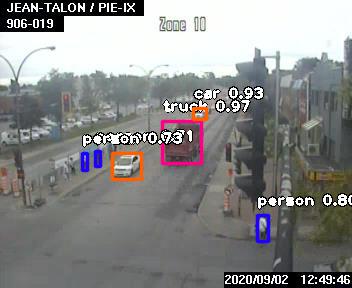 JEAN-TALON / PIE-IX
906-019
Zone 10
car 0.93
truck 0.97
person 0.73
person 0.80
2020/09/02 12:49:46